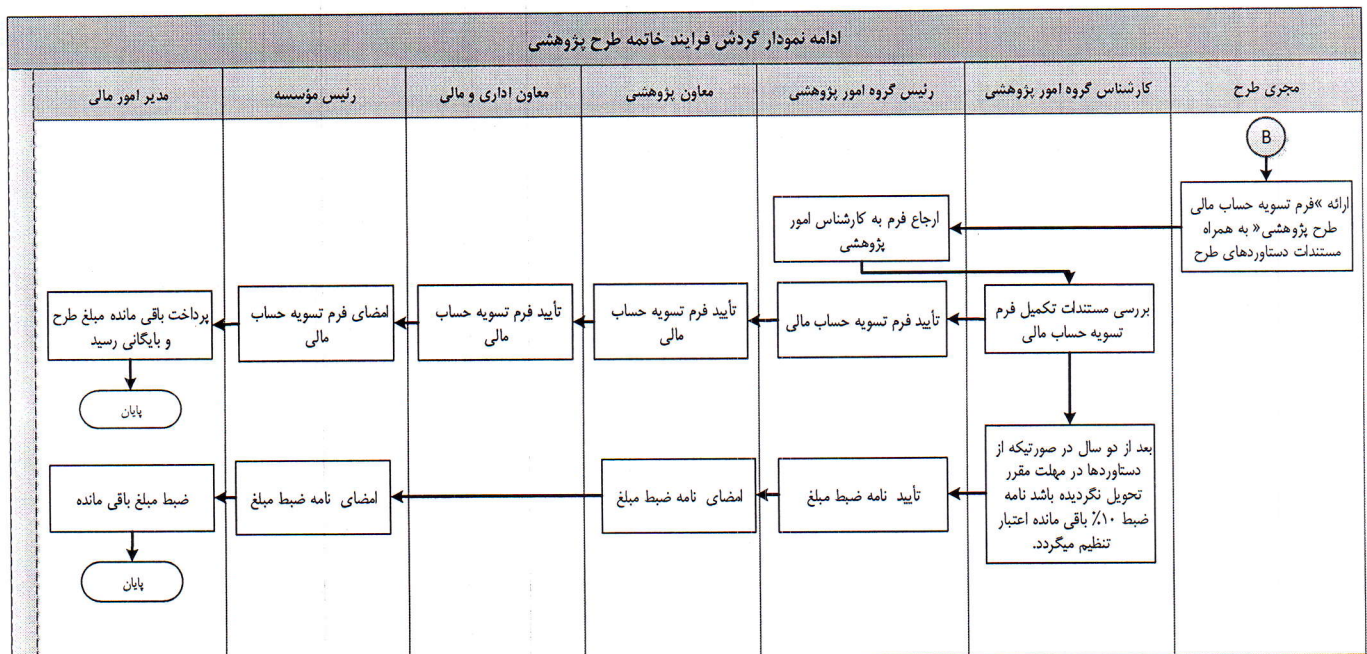 ادامه نمودار گردش فرایند خاتمه طرح پژوهشی
مجری طرح
کارشناس گروه امور پژوهشی
رئیس گروه امور پژوهشی
معاون پژوهشی
معاون اداری و مالی
رئیس مؤسسه
مدیر امور مالی
B
ارائه »فرم تسویه حساب مالی
طرح پژوهشی« به همراه
مستندات دستاوردهای طرح
ارجاع فرم به کارشناس امور
پژوهشی
بررسی مستندات تکمیل فرم
تسویه حساب مالی
تأیید فرم تسویه حساب مالی
تأیید فرم تسویه حساب
مالی
تأیید فرم تسویه حساب
مالی
امضای فرم تسویه حساب
مالی
پرداخت باقی مانده مبلغ طرح
و بایگانی رسید
پایان
بعد از دو سال در صورتیکه از
دستاوردها در مهلت مقرر
تحویل نگردیده باشد نامه
ضبط ۱۰٪ باقی مانده اعتبار
تنظیم میگردد.
تأیید نامه ضبط مبلغ
امضای نامه ضبط مبلغ
امضای نامه ضبط مبلغ
ضبط مبلغ باقی مانده
پایان